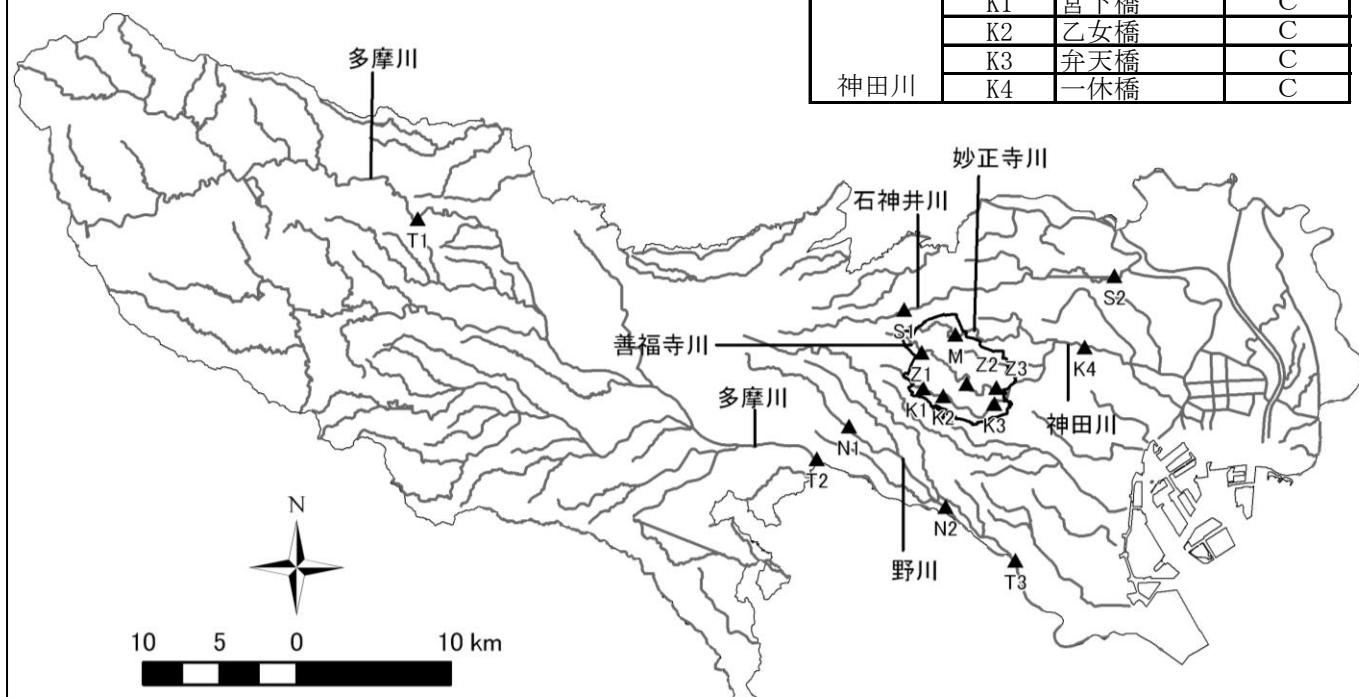 K1 宮下橋 C
K2 乙女橋 C
K3 弁天橋 C
神田川 K4 一休橋 C
多摩川
妙正寺川
石神井川
T1
S2
S1
善福寺川
M
Z2
Z3
K4
Z1
多摩川
K1
K2
K3
神田川
N1
T2
N
N2
野川
T3
10 5 0 10 km